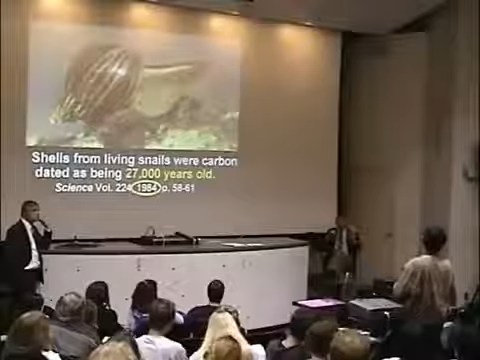 Shells from living snails were carbon
dated as being 27,000 years old.
Science Vol. 224 1984 p. 58-61